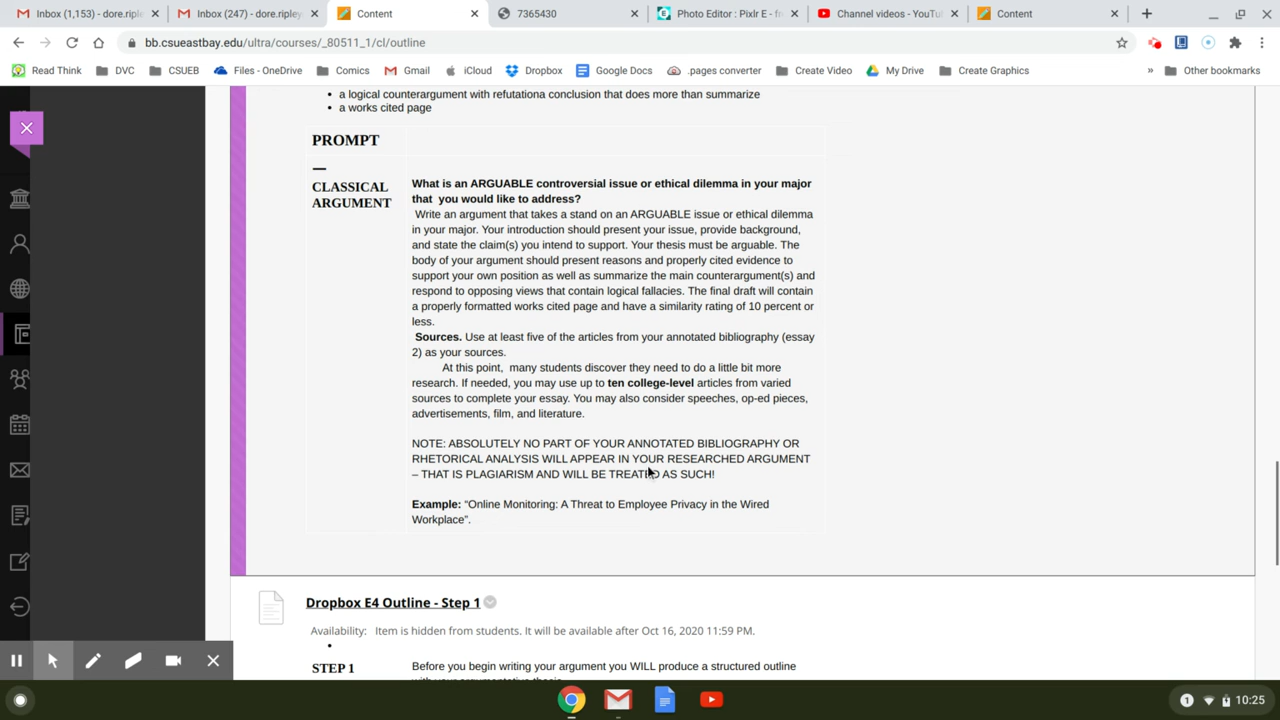 Inbox (1,153) - dore.riple
Inbox (247) - dore.ripley
Content
7365430
Photo Editor : Pixlr E - fre
Channel videos - YouTu
Content
bb.csueastbay.edu/ultra/courses/_80511_1/cl/outline
Read Think
DVC
CSUEB
Files - OneDrive
Comics
Gmail
iCloud
Dropbox
Google Docs
.pages converter
Create Video
My Drive
Create Graphics
»
Other bookmarks
• a logical counterargument with refutationa conclusion that does more than summarize
• a works cited page
PROMPT
—
CLASSICAL
ARGUMENT
What is an ARGUABLE controversial issue or ethical dilemma in your major
that you would like to address?
Write an argument that takes a stand on an ARGUABLE issue or ethical dilemma
in your major. Your introduction should present your issue, provide background,
and state the claim(s) you intend to support. Your thesis must be arguable. The
body of your argument should present reasons and properly cited evidence to
support your own position as well as summarize the main counterargument(s) and
respond to opposing views that contain logical fallacies. The final draft will contain
a properly formatted works cited page and have a similarity rating of 10 percent or
less.
Sources. Use at least five of the articles from your annotated bibliography (essay
2) as your sources.
At this point, many students discover they need to do a little bit more
research. If needed, you may use up to ten college-level articles from varied
sources to complete your essay. You may also consider speeches, op-ed pieces,
advertisements, film, and literature.
NOTE: ABSOLUTELY NO PART OF YOUR ANNOTATED BIBLIOGRAPHY OR
RHETORICAL ANALYSIS WILL APPEAR IN YOUR RESEARCHED ARGUMENT
– THAT IS PLAGIARISM AND WILL BE TREATED AS SUCH!
Example: “Online Monitoring: A Threat to Employee Privacy in the Wired
Workplace”.
Dropbox E4 Outline - Step 1
Availability: Item is hidden from students. It will be available after Oct 16, 2020 11:59 PM.
•
STEP 1
Before you begin writing your argument you WILL produce a structured outline
with your argumentative thesis.
1
10:25